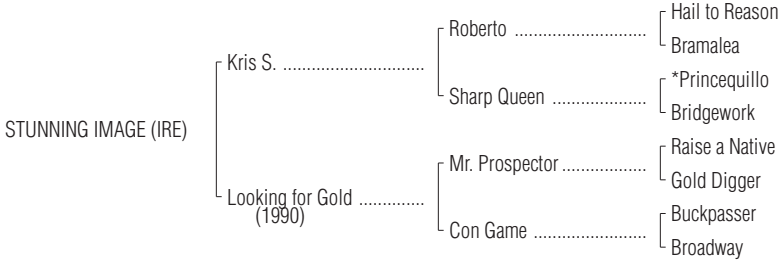 Hail to Reason
Roberto ............................
Bramalea
Kris S. ..............................
*Princequillo
Sharp Queen ....................
Bridgework
STUNNING IMAGE (IRE)
Raise a Native
Mr. Prospector ..................
Gold Digger
Looking for Gold ..............
(1990)
Buckpasser
Con Game ........................
Broadway